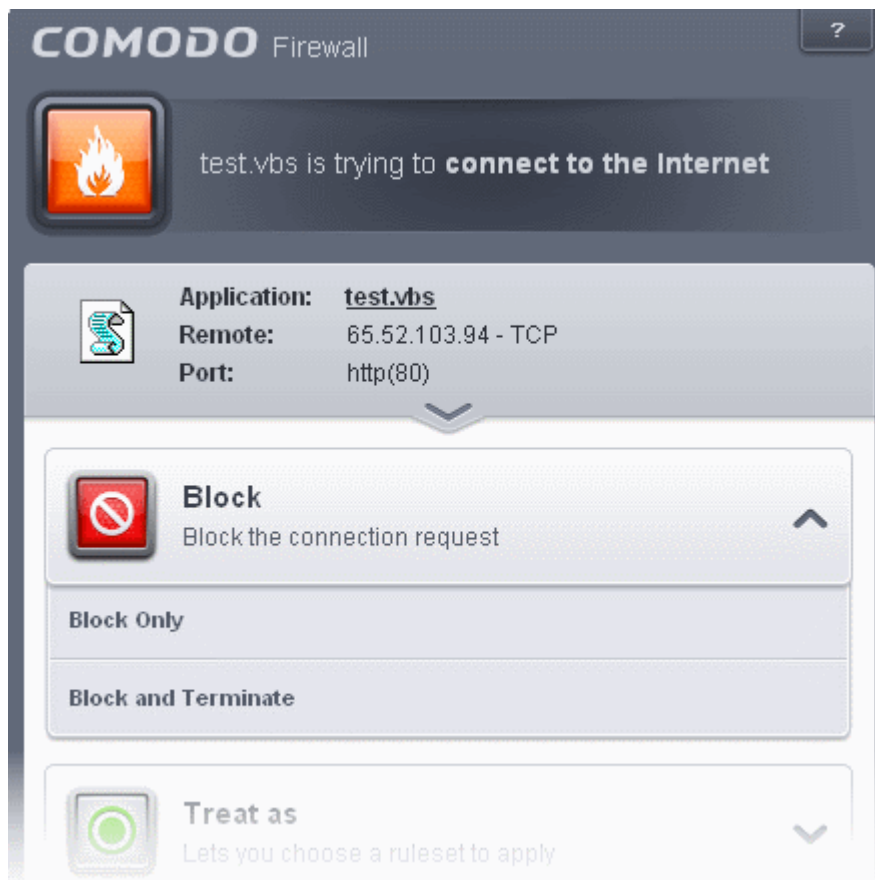 COMODO Firewall
?
test.vbs is trying to connect to the Internet
Application: test.vbs
Remote: 65.52.103.94 - TCP
Port: http(80)
Block
Block the connection request
Block Only
Block and Terminate
Treat as
Lets you choose a ruleset to apply